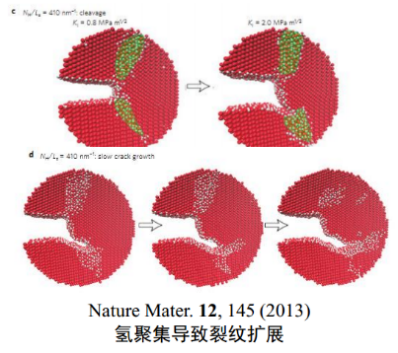 c N_H/L_x = 410 nm⁻¹: cleavage
K_I = 0.8 MPa m^1/2 K_I = 2.0 MPa m^1/2
d N_H/L_x = 410 nm⁻¹: slow crack growth
Nature Mater. 12, 145 (2013)
氢聚集导致裂纹扩展